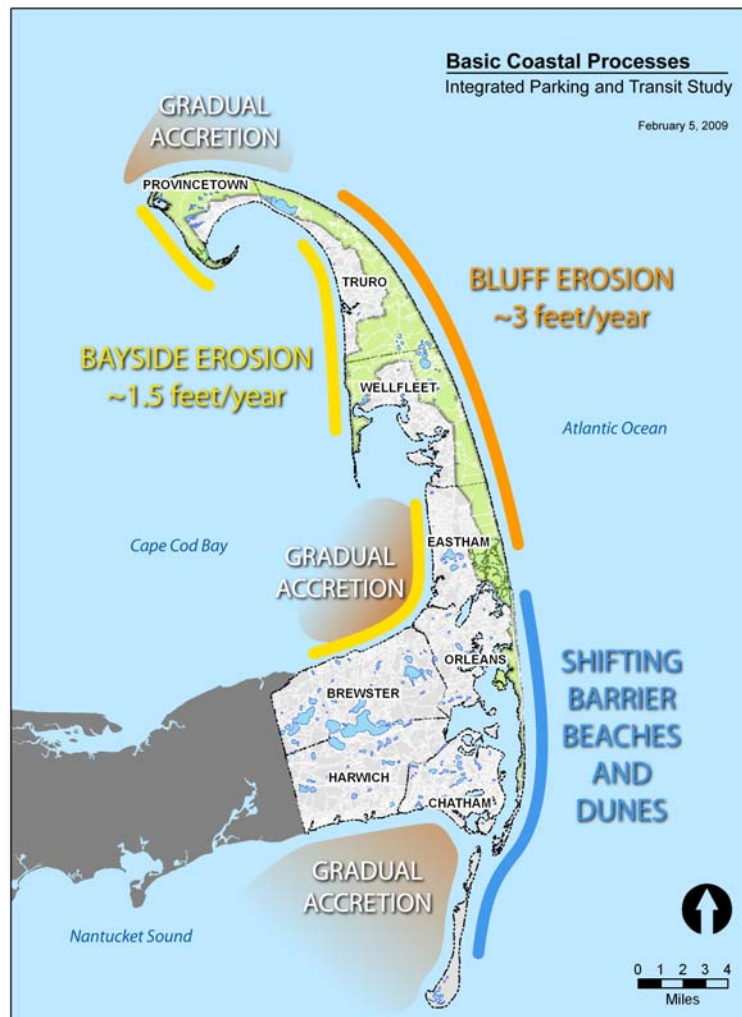 Basic Coastal Processes
Integrated Parking and Transit Study
February 5, 2009
GRADUAL
ACCRETION
PROVINCETOWN
TRURO
BLUFF EROSION
~3 feet/year
BAYSIDE EROSION
~1.5 feet/year
WELLFLEET
Atlantic Ocean
Cape Cod Bay
GRADUAL
ACCRETION
EASTHAM
ORLEANS
SHIFTING
BARRIER
BEACHES
AND
DUNES
BREWSTER
HARWICH
CHATHAM
GRADUAL
ACCRETION
Nantucket Sound
0 1 2 3 4
Miles